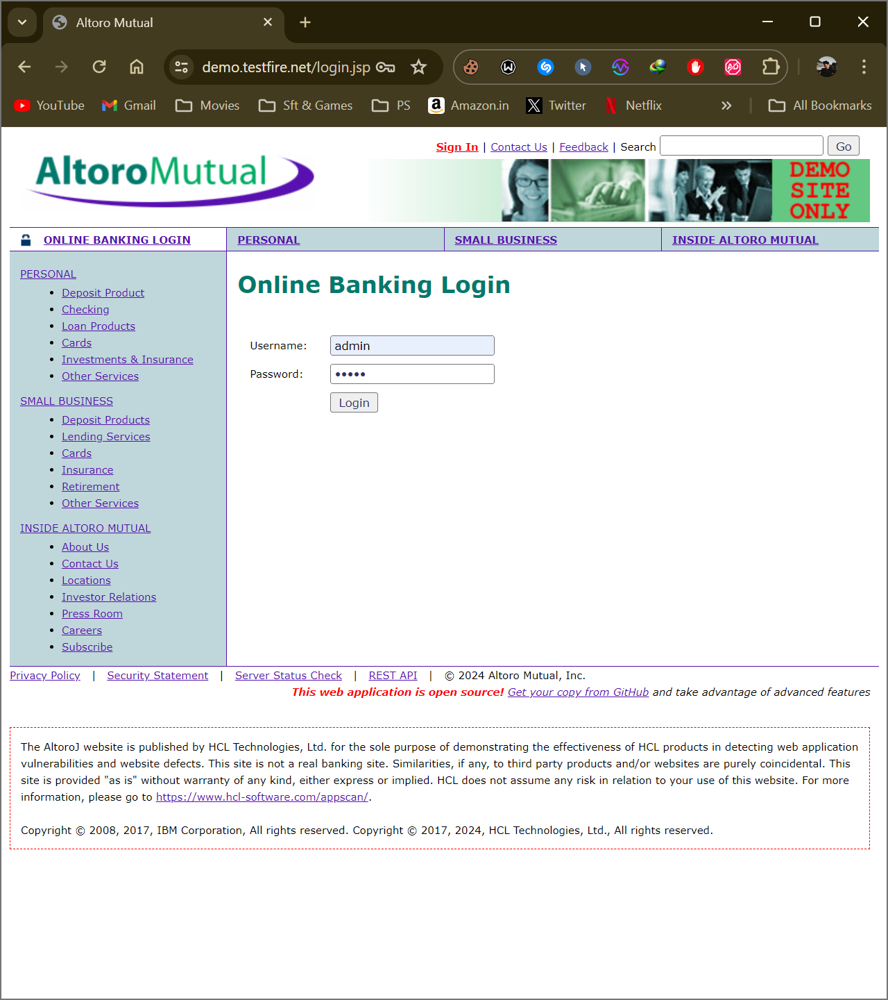 Altoro Mutual
demo.testfire.net/login.jsp
YouTube Gmail Movies Sft & Games PS Amazon.in Twitter Netflix All Bookmarks
Sign In | Contact Us | Feedback | Search Go
AltoroMutual
DEMO
SITE
ONLY
ONLINE BANKING LOGIN PERSONAL SMALL BUSINESS INSIDE ALTORO MUTUAL
PERSONAL
Deposit Product
Checking
Loan Products
Cards
Investments & Insurance
Other Services
SMALL BUSINESS
Deposit Products
Lending Services
Cards
Insurance
Retirement
Other Services
INSIDE ALTORO MUTUAL
About Us
Contact Us
Locations
Investor Relations
Press Room
Careers
Subscribe
Online Banking Login
Username: admin
Password: •••••
Login
Privacy Policy | Security Statement | Server Status Check | REST API | © 2024 Altoro Mutual, Inc.
This web application is open source! Get your copy from GitHub and take advantage of advanced features
The AltoroJ website is published by HCL Technologies, Ltd. for the sole purpose of demonstrating the effectiveness of HCL products in detecting web application
vulnerabilities and website defects. This site is not a real banking site. Similarities, if any, to third party products and/or websites are purely coincidental. This
site is provided "as is" without warranty of any kind, either express or implied. HCL does not assume any risk in relation to your use of this website. For more
information, please go to https://www.hcl-software.com/appscan/.
Copyright © 2008, 2017, IBM Corporation, All rights reserved. Copyright © 2017, 2024, HCL Technologies, Ltd., All rights reserved.